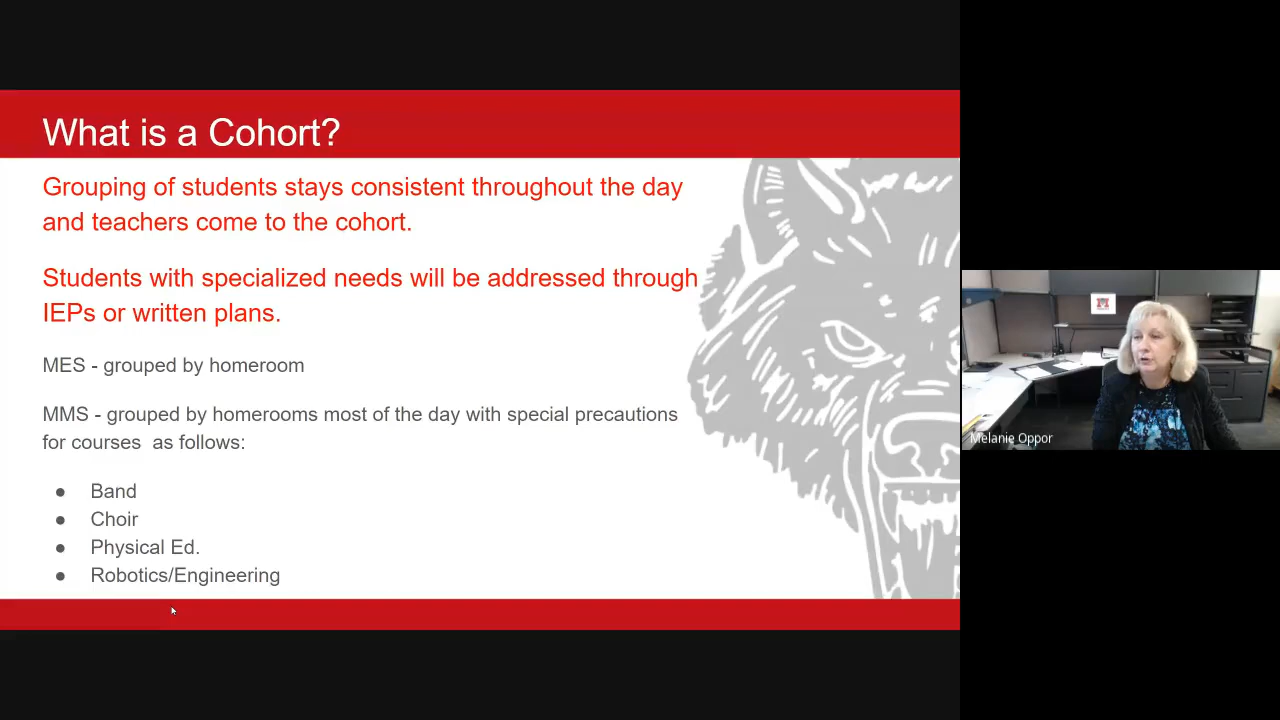 What is a Cohort?
Grouping of students stays consistent throughout the day
and teachers come to the cohort.
Students with specialized needs will be addressed through
IEPs or written plans.
MES - grouped by homeroom
MMS - grouped by homerooms most of the day with special precautions
for courses as follows:
● Band
● Choir
● Physical Ed.
● Robotics/Engineering
Melanie Oppor